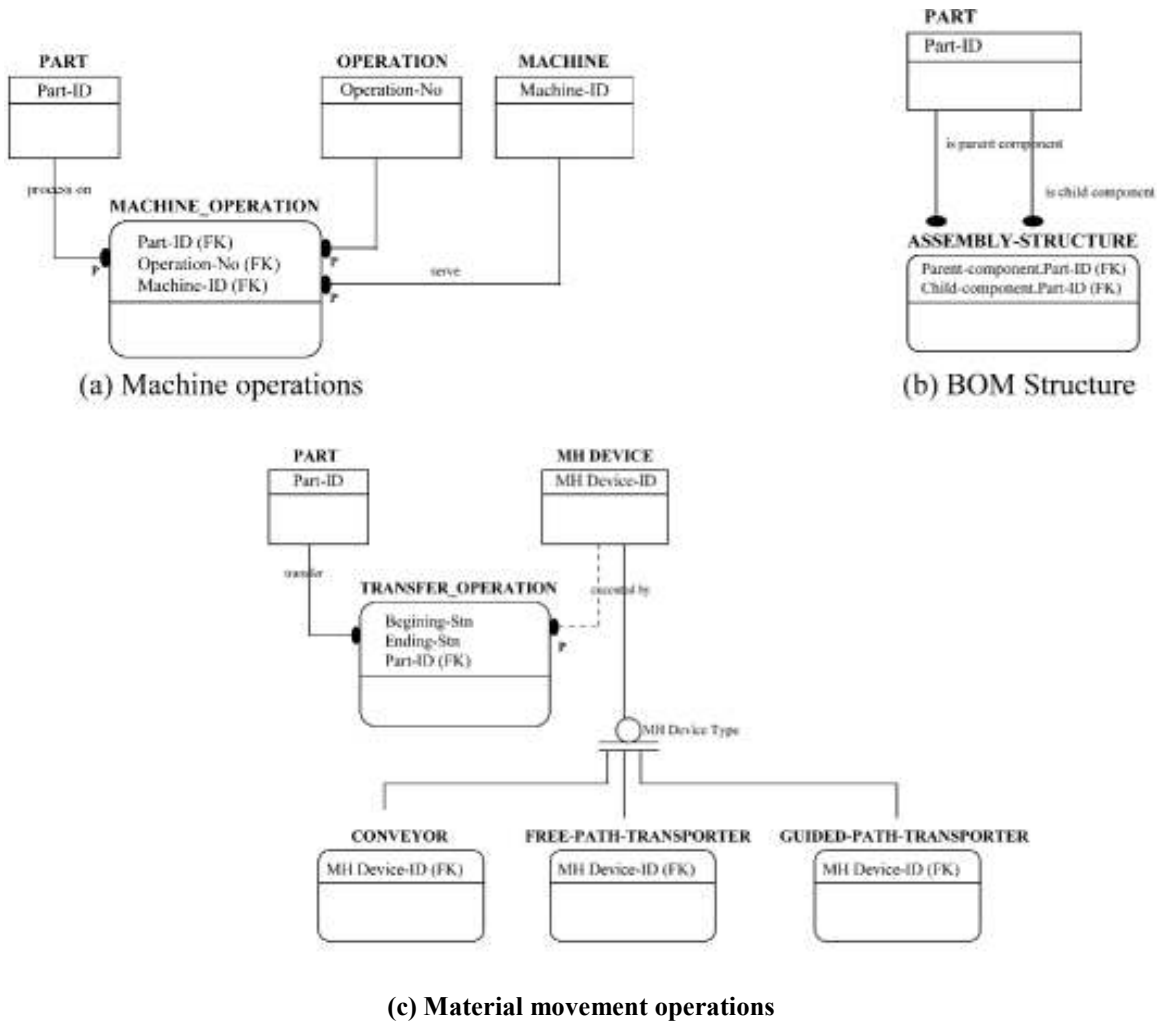 PART
Part-ID
OPERATION
Operation-No
MACHINE
Machine-ID
process on
MACHINE_OPERATION
Part-ID (FK)
Operation-No (FK)
Machine-ID (FK)
P
P
P
serve
(a) Machine operations
PART
Part-ID
is parent component
is child component
ASSEMBLY-STRUCTURE
Parent-component.Part-ID (FK)
Child-component.Part-ID (FK)
(b) BOM Structure
PART
Part-ID
MH DEVICE
MH Device-ID
transfer
executed by
TRANSFER_OPERATION
Begining-Stn
Ending-Stn
Part-ID (FK)
P
MH Device Type
CONVEYOR
MH Device-ID (FK)
FREE-PATH-TRANSPORTER
MH Device-ID (FK)
GUIDED-PATH-TRANSPORTER
MH Device-ID (FK)
(c) Material movement operations